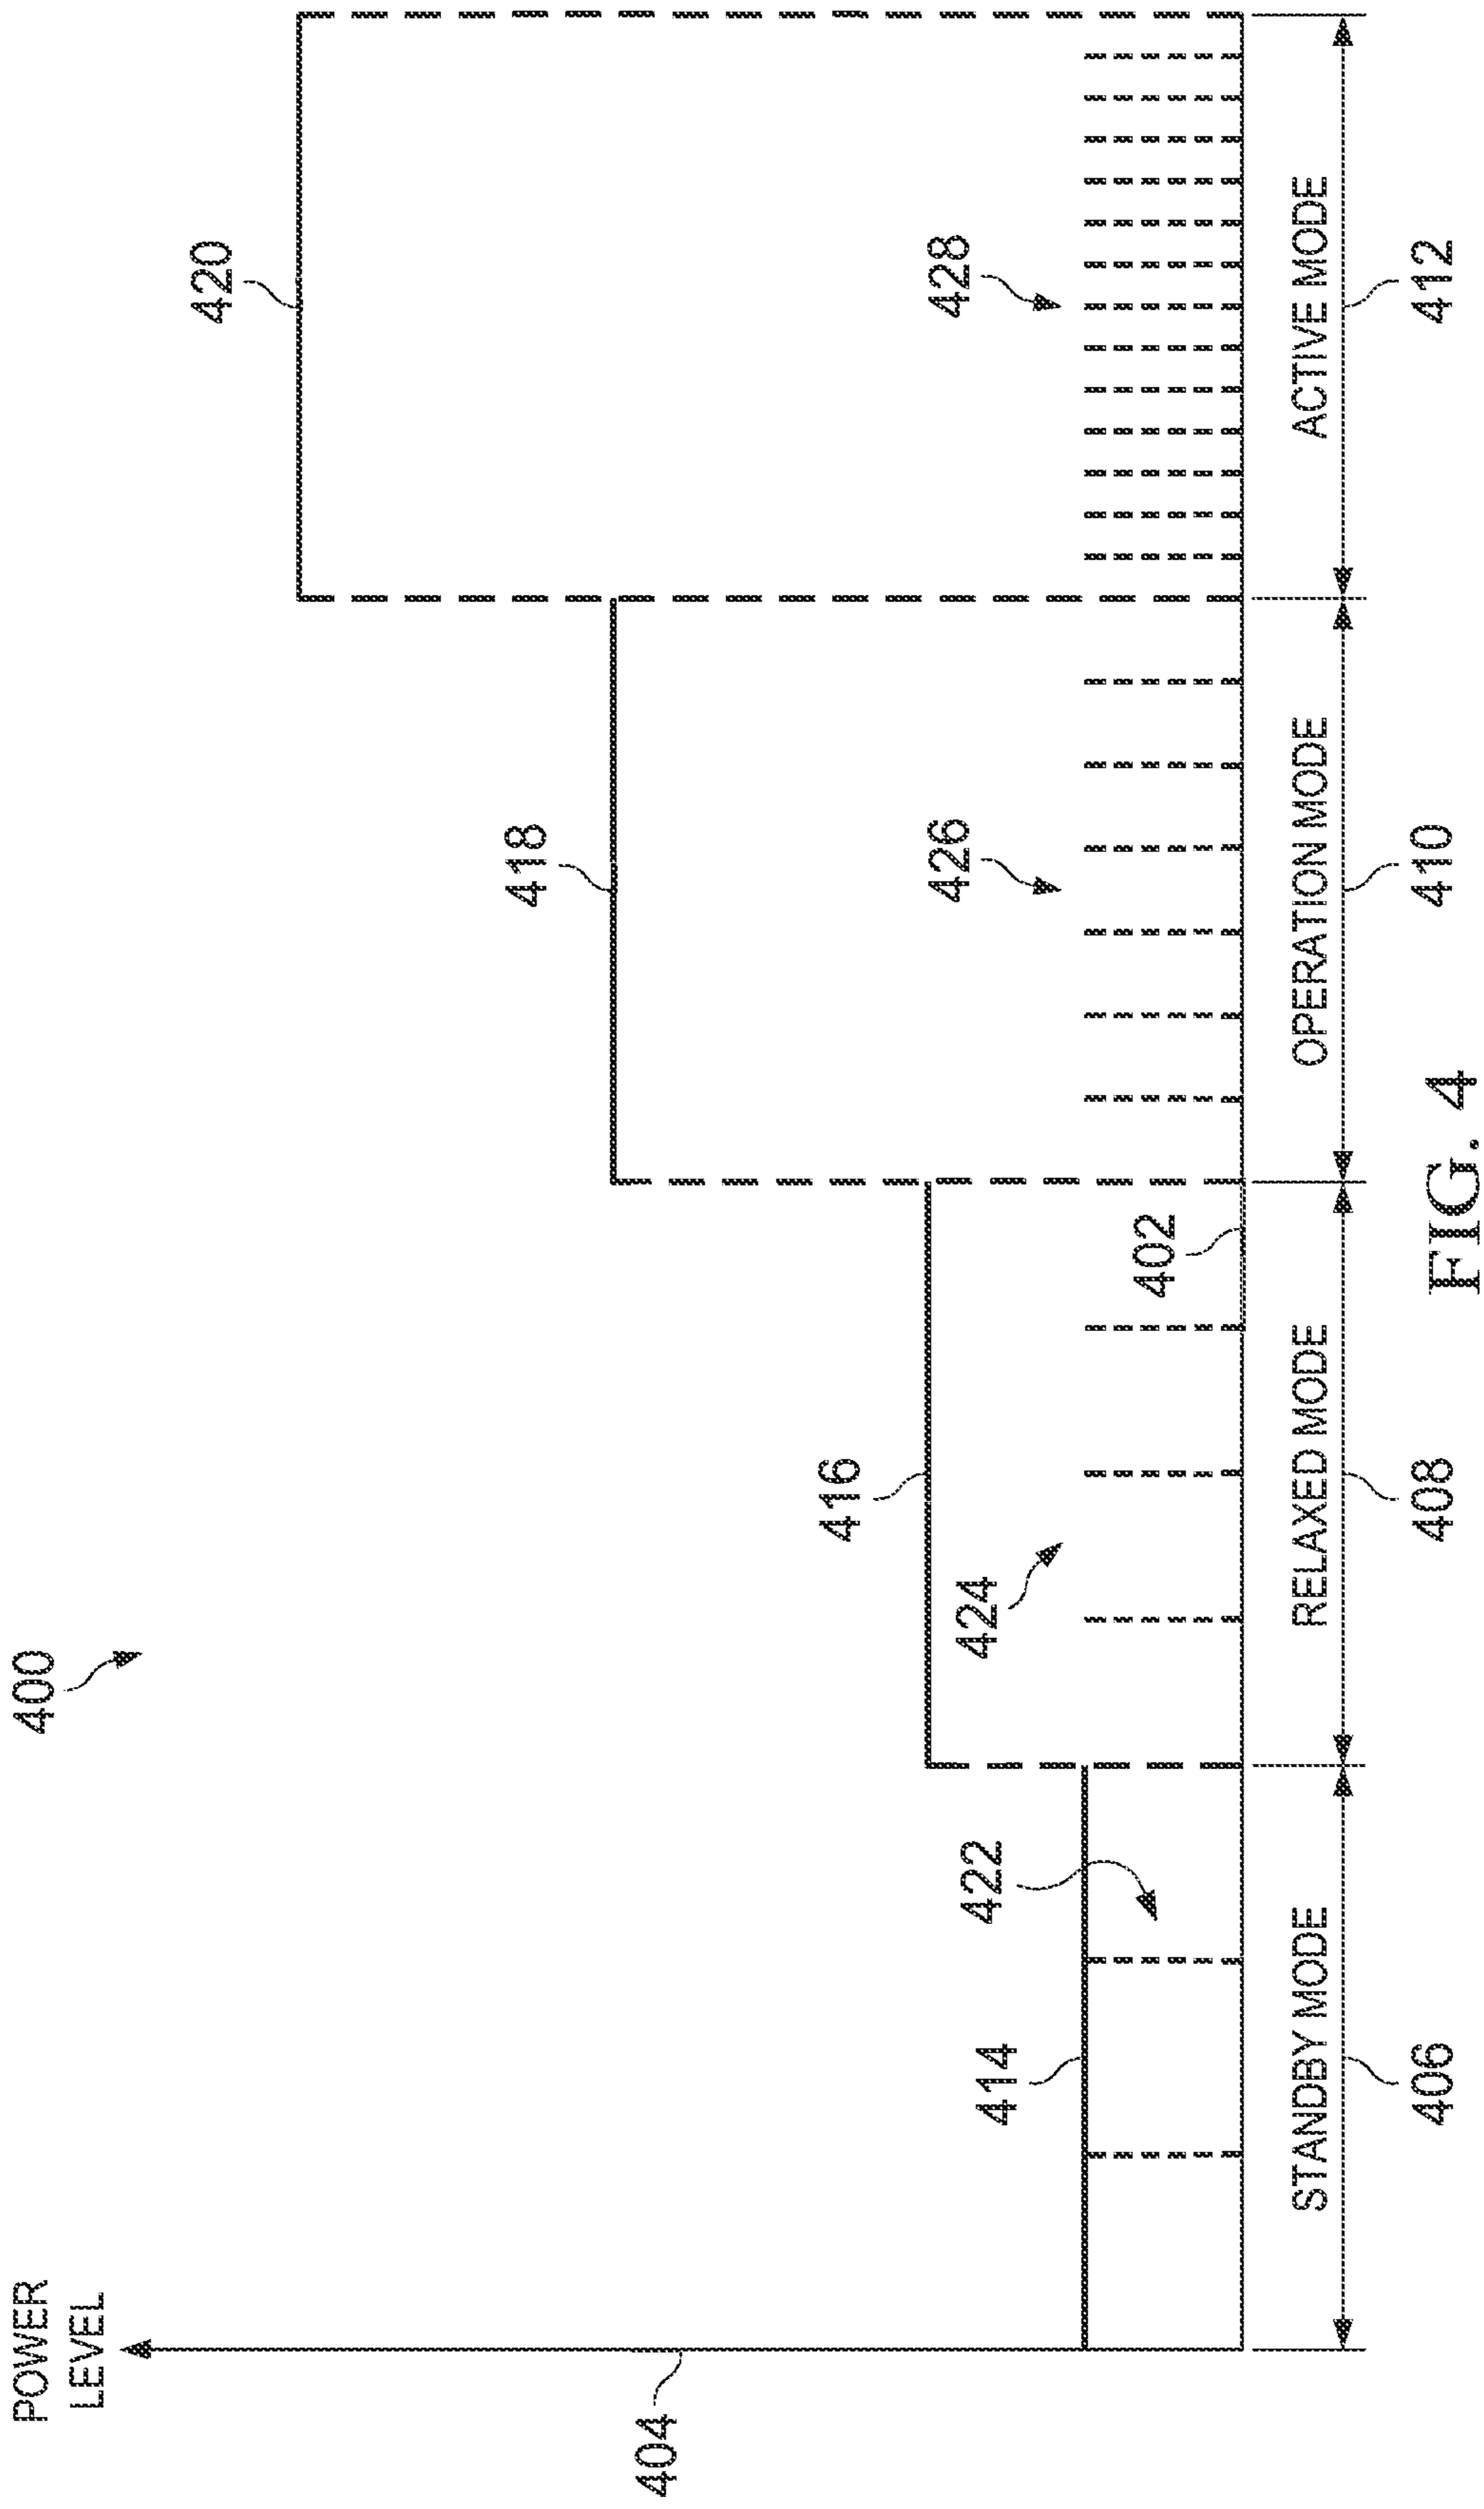 400
POWER
LEVEL
404
420
418
416
414
422
424
426
428
402
STANDBY MODE
RELAXED MODE
OPERATION MODE
ACTIVE MODE
406
408
410
412
FIG. 4